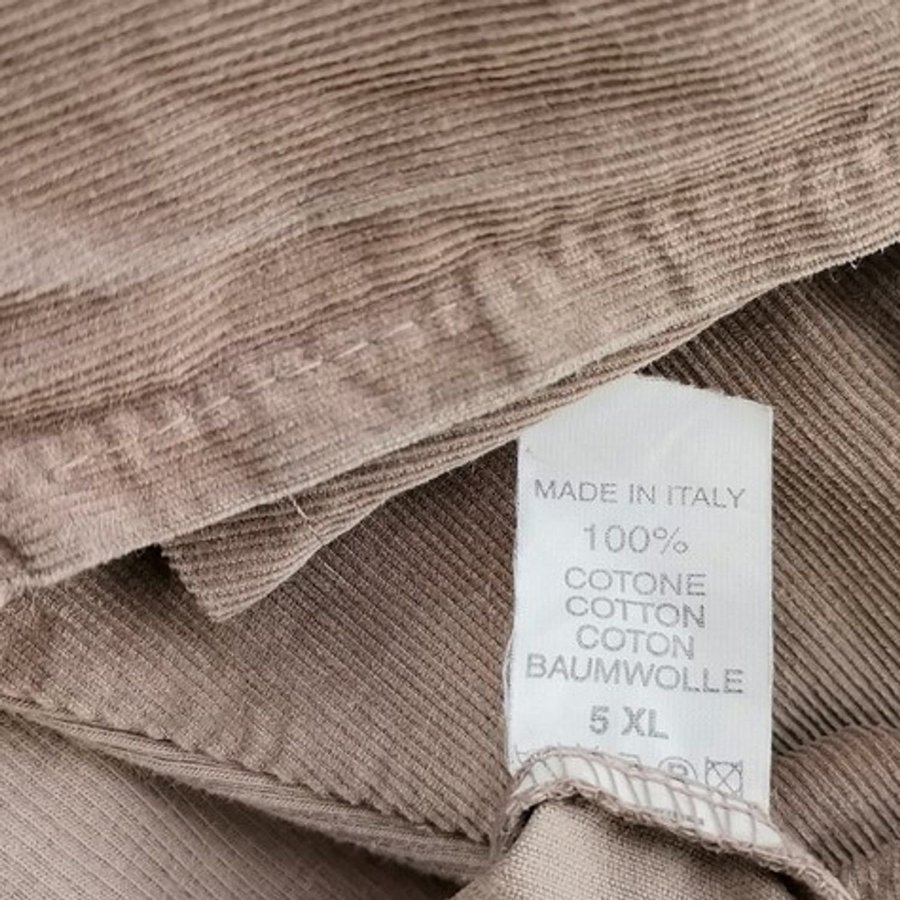 MADE IN ITALY
100%
COTONE
COTTON
COTON
BAUMWOLLE
5 XL